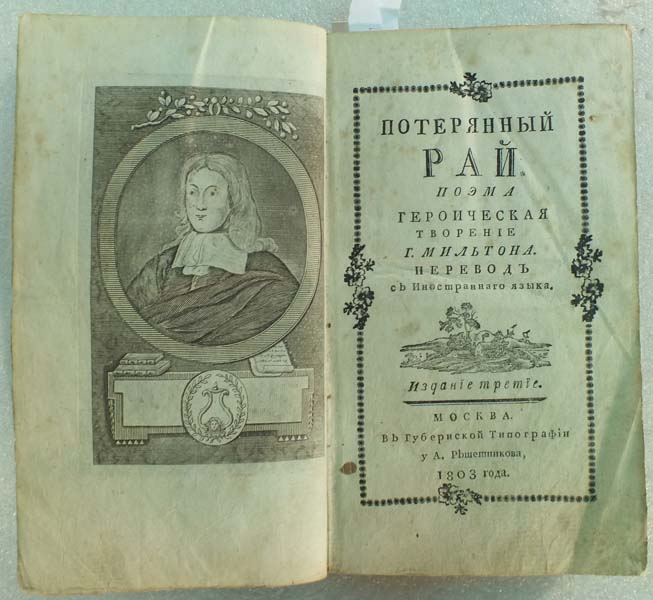 ПОТЕРЯННЫЙ
РАЙ.
ПОЭМА
ГЕРОИЧЕСКАЯ
ТВОРЕНІЕ
Г. МИЛЬТОНА.
ПЕРЕВОДЪ
съ Иностраннаго языка.
Изданіе третіе.
МОСКВА.
Въ Губернской Типографіи
у А. Рѣшетникова,
1803 года.